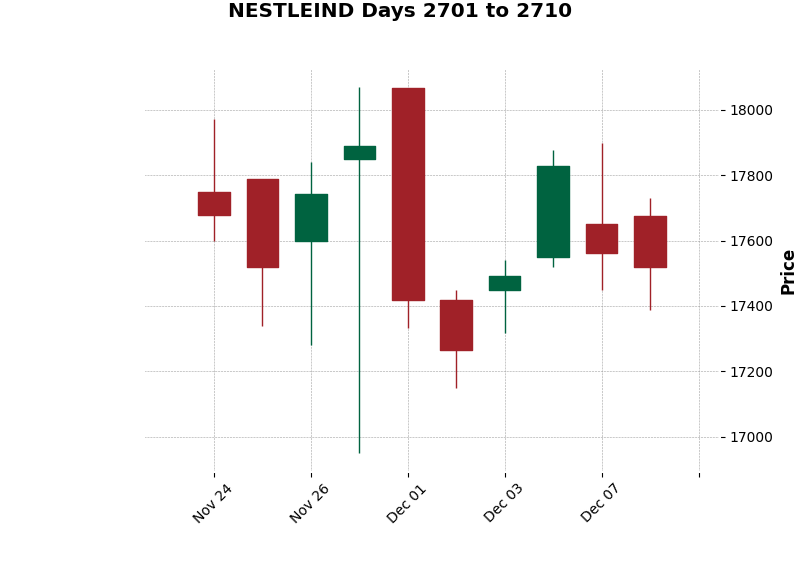 NESTLEIND Days 2701 to 2710
18000
17800
17600
17400
17200
17000
Price
Nov 24
Nov 26
Dec 01
Dec 03
Dec 07